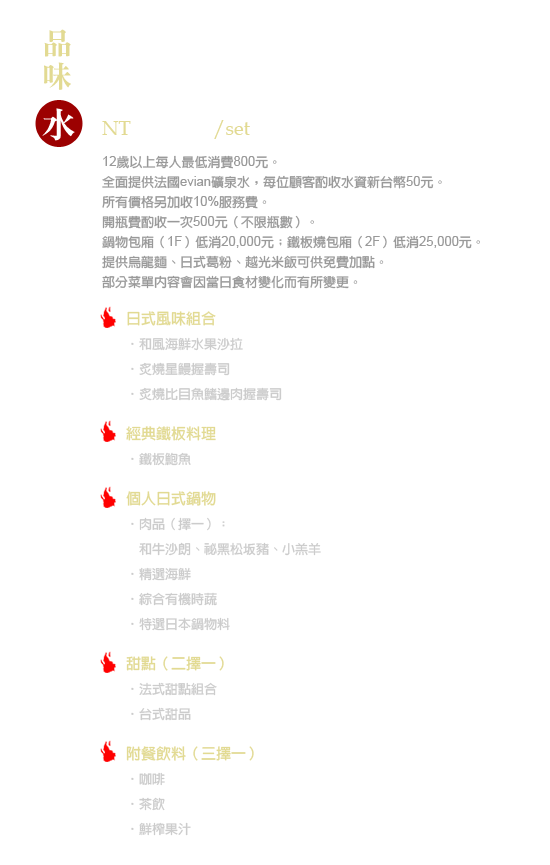 品味
水
NT /set
12歲以上每人最低消費800元。
全面提供法國evian礦泉水，每位顧客酌收水資新台幣50元。
所有價格另加收10%服務費。
開瓶費酌收一次500元（不限瓶數）。
鍋物包廂（1F）低消20,000元；鐵板燒包廂（2F）低消25,000元。
提供烏龍麵、日式葛粉、越光米飯可供免費加點。
部分菜單內容會因當日食材變化而有所變更。
日式風味組合
．和風海鮮水果沙拉
．炙燒星鰻握壽司
．炙燒比目魚鰭邊肉握壽司
經典鐵板料理
．鐵板鮑魚
個人日式鍋物
．肉品（擇一）：
和牛沙朗、祕黑松坂豬、小羔羊
．精選海鮮
．綜合有機時蔬
．特選日本鍋物料
甜點（二擇一）
．法式甜點組合
．台式甜品
附餐飲料（三擇一）
．咖啡
．茶飲
．鮮榨果汁